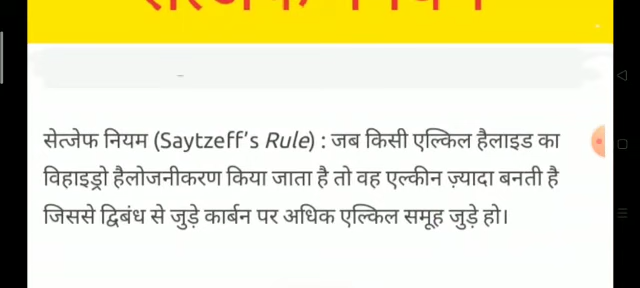 सेत्जेफ नियम (Saytzeff's Rule) : जब किसी एल्किल हैलाइड का
विहाइड्रो हैलोजनीकरण किया जाता है तो वह एल्कीन ज़्यादा बनती है
जिससे द्विबंध से जुड़े कार्बन पर अधिक एल्किल समूह जुड़े हो।